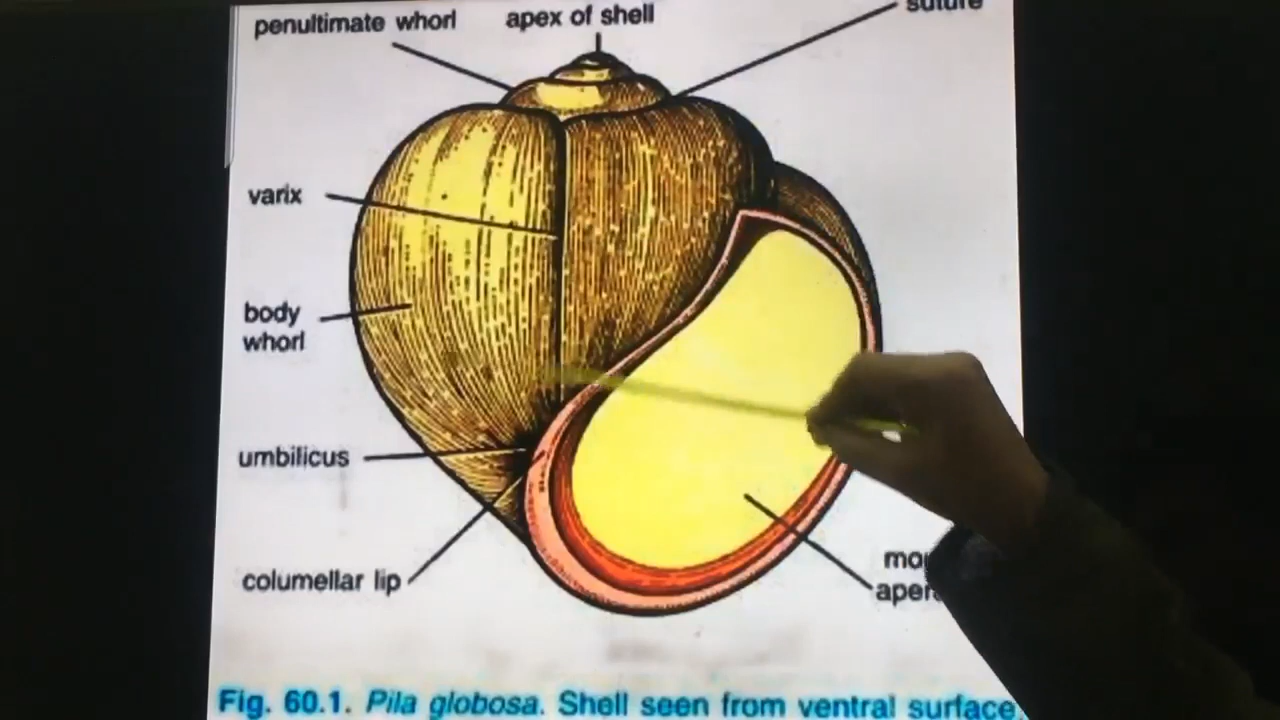 penultimate whorl
apex of shell
suture
varix
body
whorl
umbilicus
columellar lip
Fig. 60.1. Pila globosa. Shell seen from ventral surface.